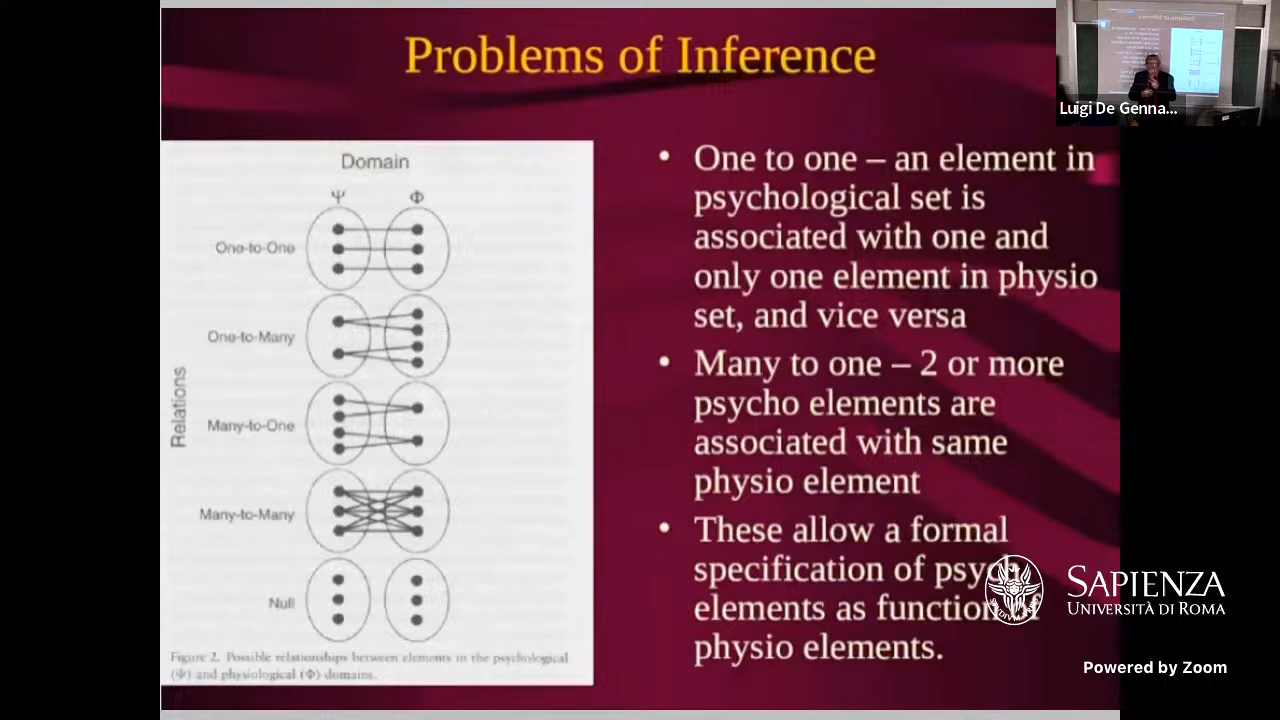 Problems of Inference
Luigi De Genna...
Domain
Ψ
Φ
One-to-One
One-to-Many
Many-to-One
Many-to-Many
Null
Relations
Figure 2. Possible relationships between elements in the psychological
(Ψ) and physiological (Φ) domains.
• One to one – an element in
psychological set is
associated with one and
only one element in physio
set, and vice versa
• Many to one – 2 or more
psycho elements are
associated with same
physio element
• These allow a formal
specification of psych
elements as function
physio elements.
SAPIENZA
UNIVERSITÀ DI ROMA
Powered by Zoom